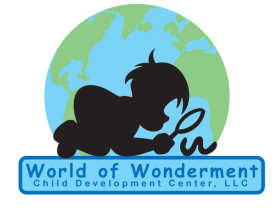 World of Wonderment
Child Development Center, LLC